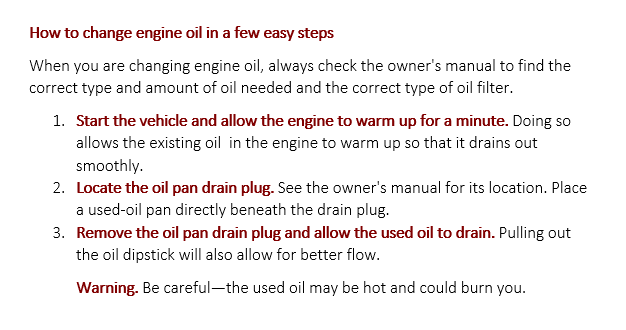 How to change engine oil in a few easy steps
When you are changing engine oil, always check the owner's manual to find the
correct type and amount of oil needed and the correct type of oil filter.
1. Start the vehicle and allow the engine to warm up for a minute. Doing so
allows the existing oil  in the engine to warm up so that it drains out
smoothly.
2. Locate the oil pan drain plug. See the owner's manual for its location. Place
a used-oil pan directly beneath the drain plug.
3. Remove the oil pan drain plug and allow the used oil to drain. Pulling out
the oil dipstick will also allow for better flow.
Warning. Be careful—the used oil may be hot and could burn you.